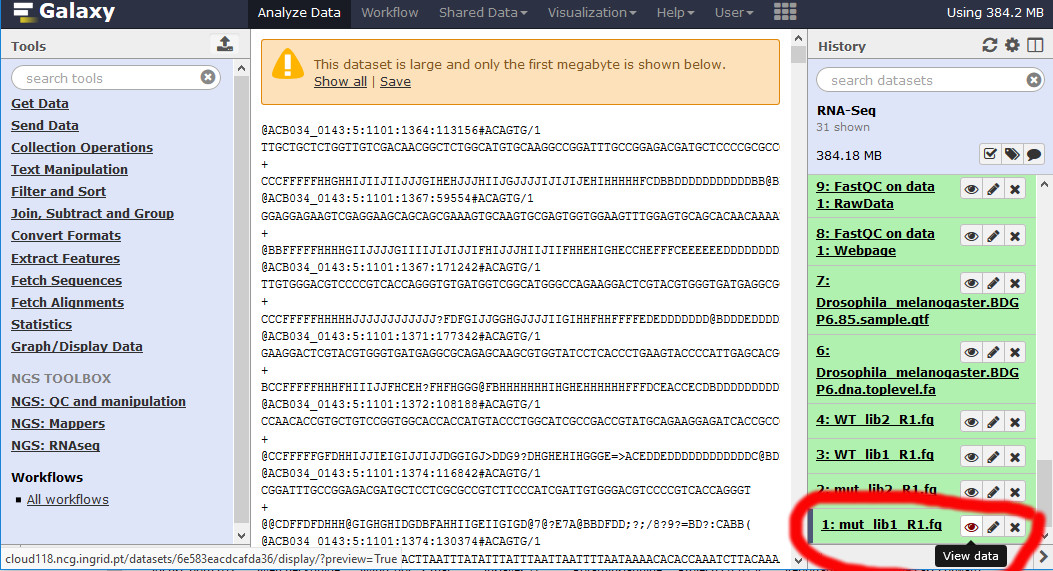 Galaxy
Analyze Data Workflow Shared Data Visualization Help User Using 384.2 MB
Tools
search tools
Get Data
Send Data
Collection Operations
Text Manipulation
Filter and Sort
Join, Subtract and Group
Convert Formats
Extract Features
Fetch Sequences
Fetch Alignments
Statistics
Graph/Display Data
NGS TOOLBOX
NGS: QC and manipulation
NGS: Mappers
NGS: RNAseq
Workflows
All workflows
cloud118.ncg.ingrid.pt/datasets/6e583eacdcafda36/display/?preview=True
This dataset is large and only the first megabyte is shown below.
Show all | Save
@ACB034_0143:5:1101:1364:113156#ACAGTG/1
TTGCTGCTCTGGTTGTCGACAACGGCTCTGGCATGTGCAAGGCCGGATTTGCCGGAGACGATGCTCCCCGCGCC
+
CCCFFFFFHHGHHIJIIJIIJJJGIHEHJJJHIIJGJJJJIJIJIJEHIHHHHHFCDBBDDDDDDDDDDDBB@B
@ACB034_0143:5:1101:1367:59554#ACAGTG/1
GGAGGAGAAGTCGAGGAAGCAGCAGCGAAAGTGCAAGTGCGAGTGGTGGAAGTTTGGAGTGCAGCACAACAAAA
+
@BBFFFFFHHHHGIIJJJJGIIIIJIJIJIJIFHIJJJHIIJIIFHHEHIGHECCHEFFFCEEEEEEDDDDDDDD
@ACB034_0143:5:1101:1367:171242#ACAGTG/1
TTGTGGGACGTCCCCGTCACCAGGGTGTGATGGTCGGCATGGGCCAGAAGGACTCGTACGTGGGTGATGAGGCG
+
CCCFFFFFHHHHHJJJJJJJJJJJJ?FDFGIJJGGHGJJJJIIGIHHFHHFFFFEDEDDDDDDD@BDDDEDDDD
@ACB034_0143:5:1101:1371:177342#ACAGTG/1
GAAGGACTCGTACGTGGGTGATGAGGCGCAGAGCAAGCGTGGTATCCTCACCCTGAAGTACCCCATTGAGCACG
+
BCCFFFFFHHHFHIIIJJFHCEH?FHFHGGG@FBHHHHHHHIHGHEHHHHHHFFFDCEACCECDBDDDDDDDDD
@ACB034_0143:5:1101:1372:108188#ACAGTG/1
CCAACACCGTGCTGTCCGGTGGCACCACCATGTACCCTGGCATCGCCGACCGTATGCAGAAGGAGATCACCGCC
+
@CCFFFFFGFDHHIJJIEIGIJJIJJDGGIGJ>DDG9?DHGHEHIHGGGE=>ACEDDEDDDDDDDDDDDDC@BD
@ACB034_0143:5:1101:1374:116842#ACAGTG/1
CGGATTTGCCGGAGACGATGCTCCTCGCGCCGTCTTCCCATCGATTGTGGGACGTCCCCGTCACCAGGGT
+
@@CDFFDFDHHH@GIGHGHIDGDBFAHHIIGEIIGIGD@?@?E7A@BBDFDD;?;/8?9??=BD?:CABB(
@ACB034_0143:5:1101:1374:130374#ACAGTG/1
History
search datasets
RNA-Seq
31 shown
384.18 MB
9: FastQC on data
1: RawData
8: FastQC on data
1: Webpage
7:
Drosophila_melanogaster.BDG
P6.85.sample.gtf
6:
Drosophila_melanogaster.BDG
P6.dna.toplevel.fa
4: WT_lib2_R1.fq
3: WT_lib1_R1.fq
2: mut_lib2_R1.fq
1: mut_lib1_R1.fq
View data